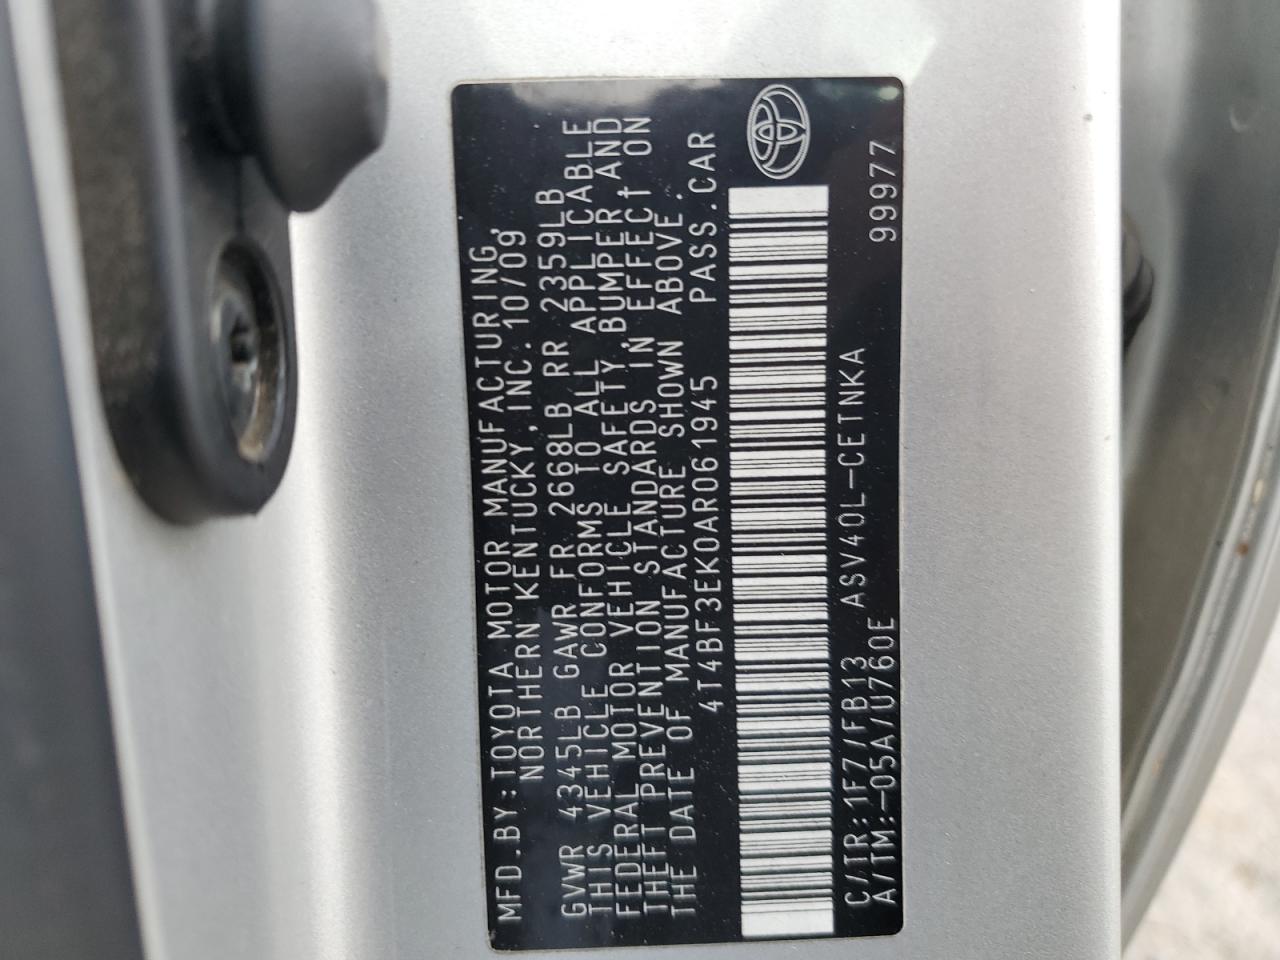 MFD.BY:TOYOTA MOTOR MANUFACTURING,
NORTHERN KENTUCKY,INC.10/09
GVWR 4345LB GAWR FR 2668LB RR 2359LB
THIS VEHICLE CONFORMS TO ALL APPLICABLE
FEDERAL MOTOR VEHICLE SAFETY,BUMPER,AND
THEFT PREVENTION STANDARDS IN EFFECT ON
THE DATE OF MANUFACTURE SHOWN ABOVE.
4T4BF3EK0AR061945 PASS.CAR
C/TR:1F7/FB13 ASV40L-CETNKA 99977
A/TM:-05A/U760E